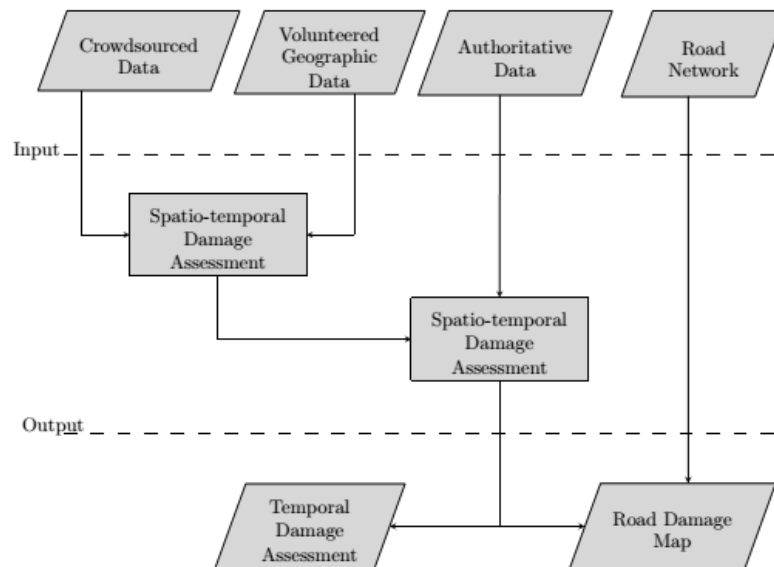 Crowdsourced
Data
Volunteered
Geographic
Data
Authoritative
Data
Road
Network
Input
Spatio-temporal
Damage
Assessment
Spatio-temporal
Damage
Assessment
Output
Temporal
Damage
Assessment
Road Damage
Map